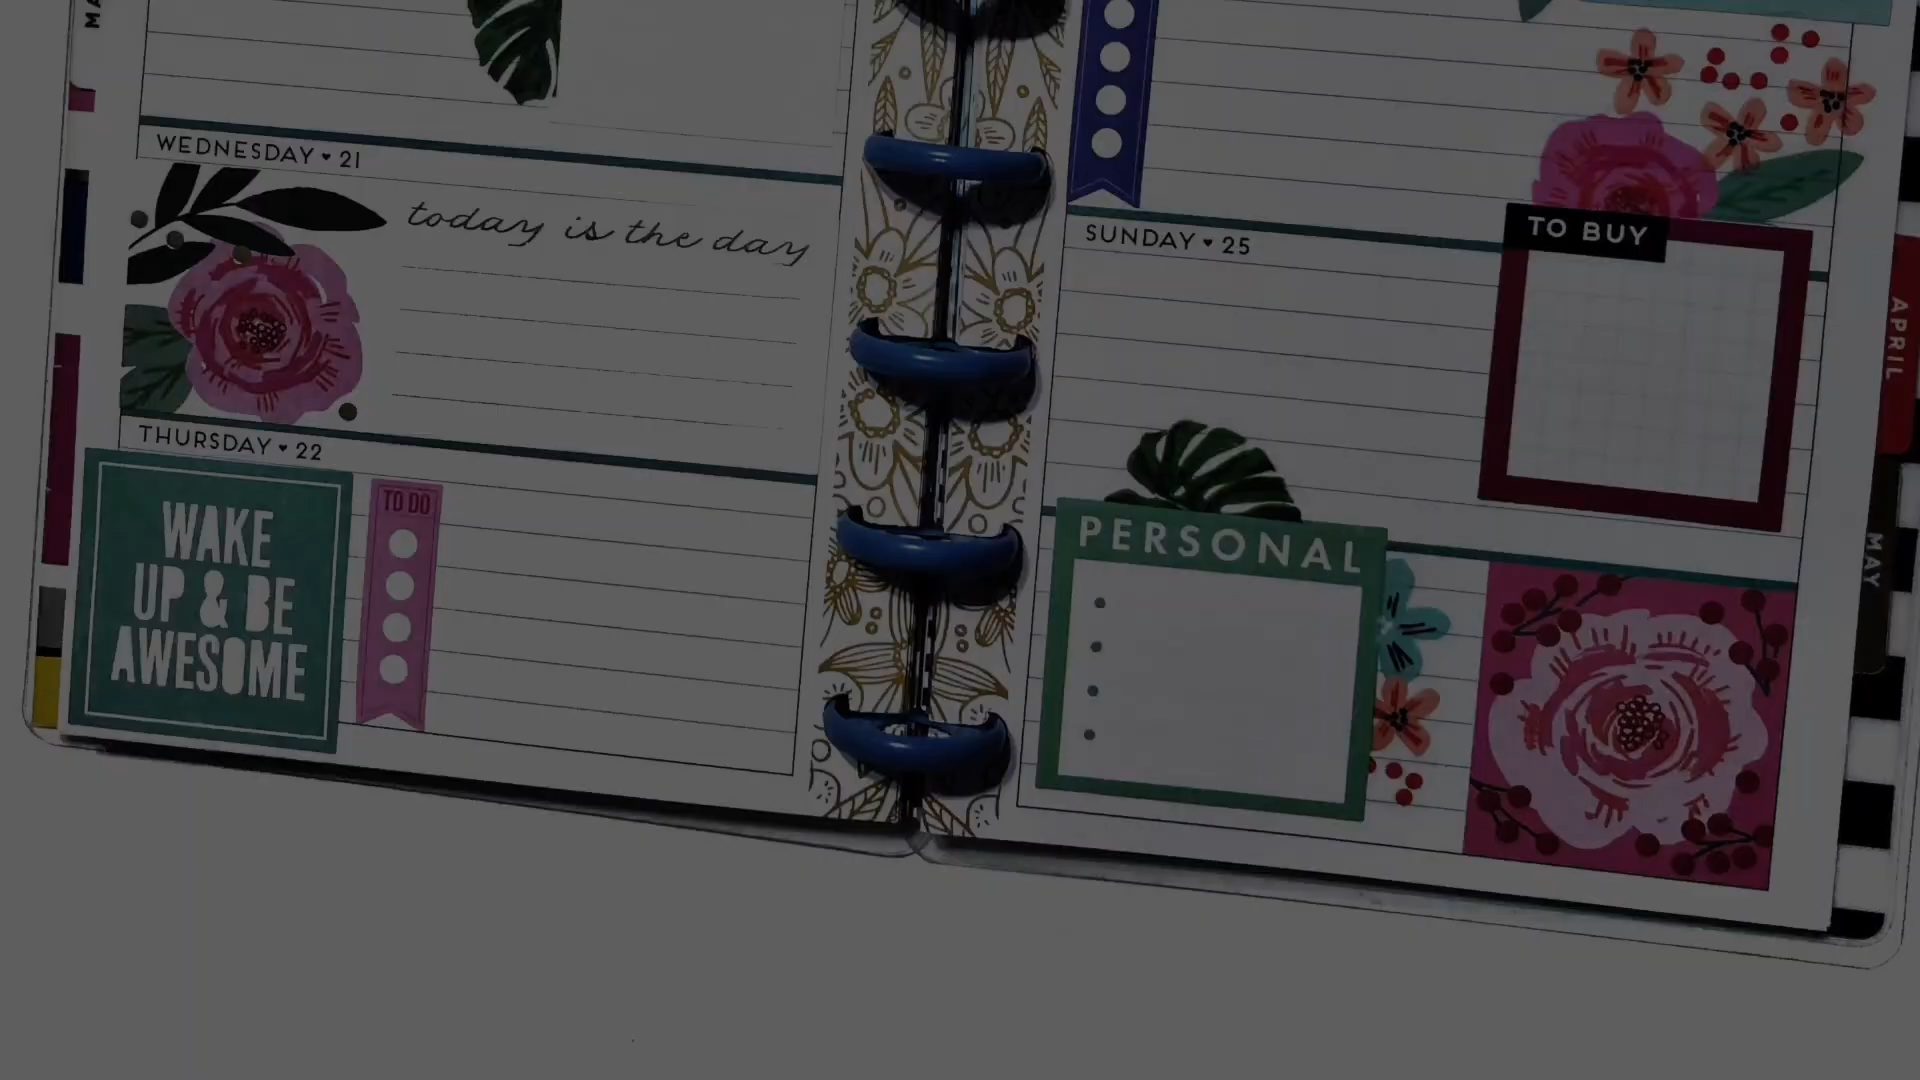 WEDNESDAY ♥ 21
today is the day
THURSDAY ♥ 22
WAKE
UP & BE
AWESOME
TO DO
SUNDAY ♥ 25
TO BUY
PERSONAL
APRIL
MAY